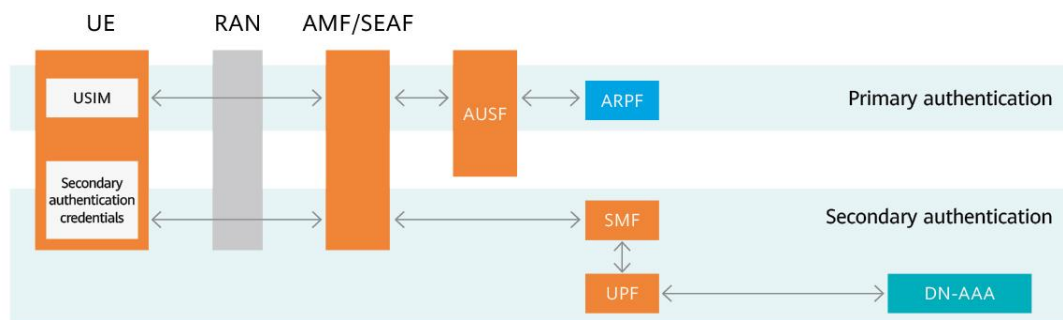 UE RAN AMF/SEAF
USIM
AUSF
ARPF
Primary authentication
Secondary
authentication
credentials
SMF
Secondary authentication
UPF
DN-AAA